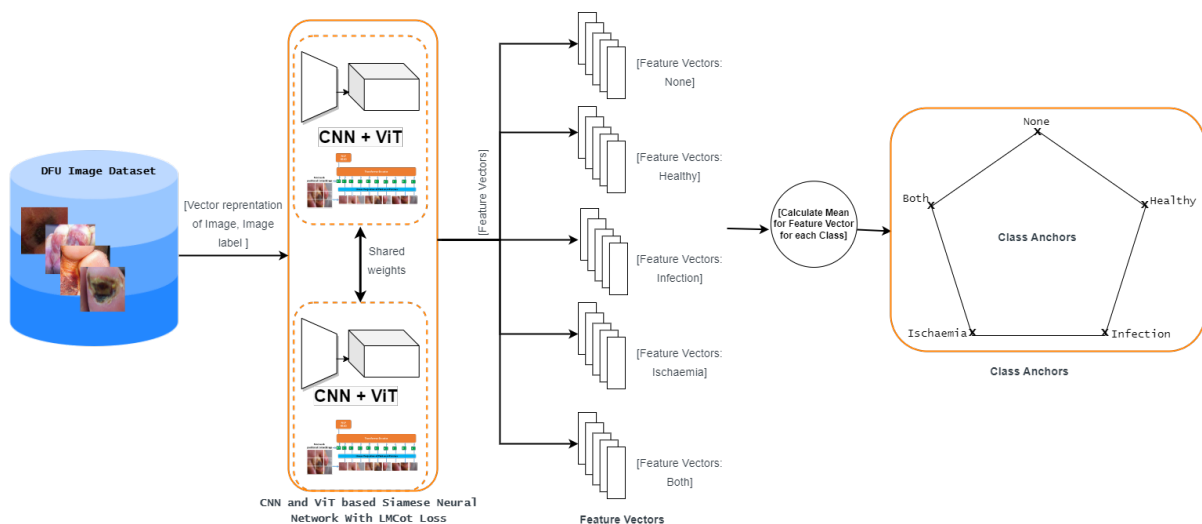 DFU Image Dataset
[Vector reprentation
of Image, Image
label ]
CNN + ViT
Shared
weights
CNN + ViT
CNN and ViT based Siamese Neural
Network With LMCot Loss
[Feature Vectors]
[Feature Vectors:
None]
[Feature Vectors:
Healthy]
[Feature Vectors:
Infection]
[Feature Vectors:
Ischaemia]
[Feature Vectors:
Both]
Feature Vectors
[Calculate Mean
for Feature Vector
for each Class]
None
Both
Healthy
Class Anchors
Ischaemia
Infection
Class Anchors